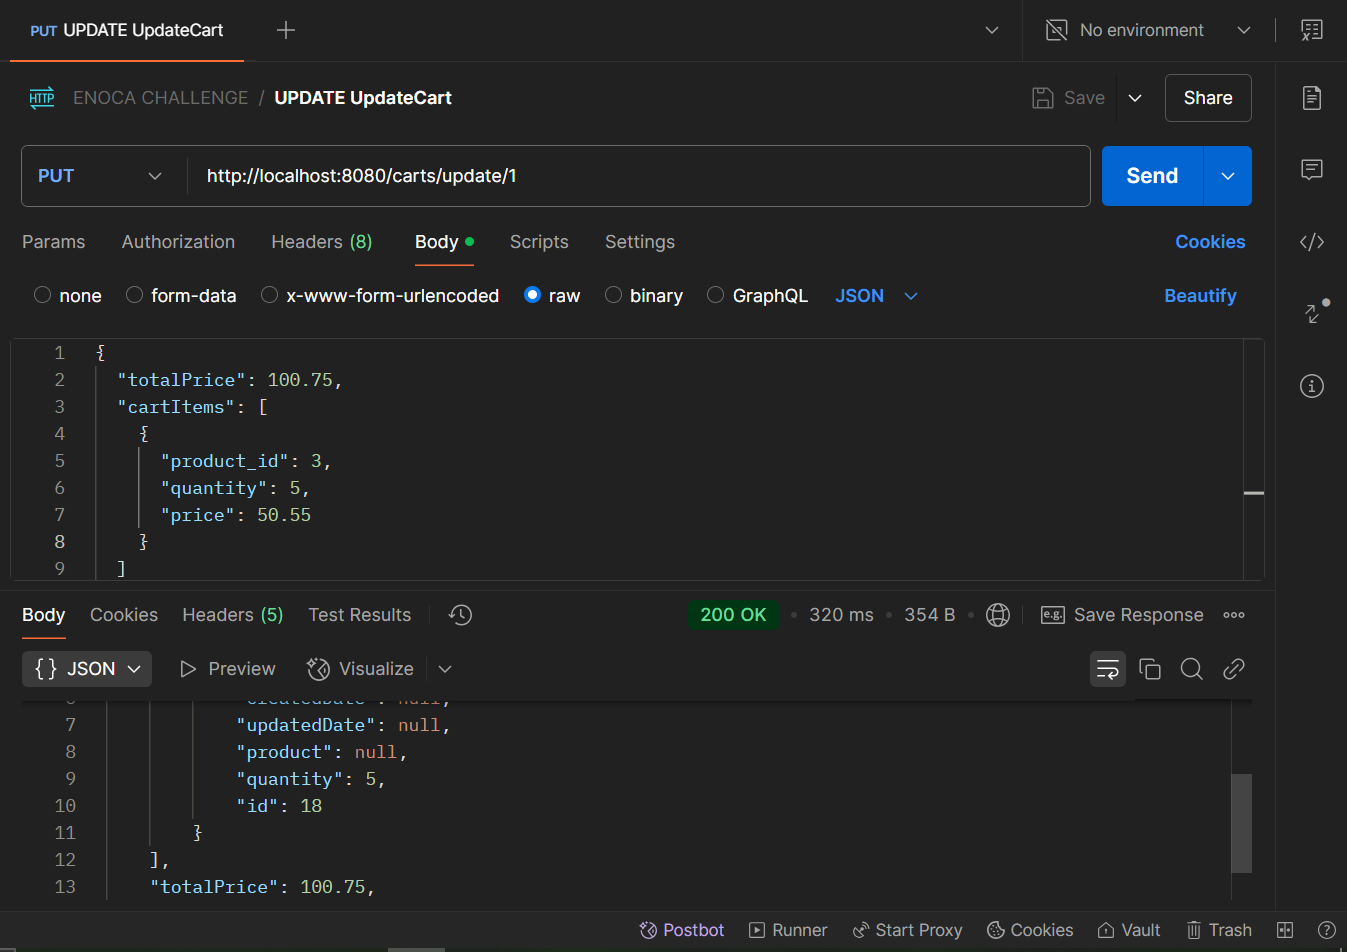 PUT UPDATE UpdateCart
No environment
HTTP ENOCA CHALLENGE / UPDATE UpdateCart
Save
Share
PUT
http://localhost:8080/carts/update/1
Send
Params Authorization Headers (8) Body Scripts Settings
Cookies
none form-data x-www-form-urlencoded raw binary GraphQL JSON
Beautify
1 {
2 "totalPrice": 100.75,
3 "cartItems": [
4 {
5 "product_id": 3,
6 "quantity": 5,
7 "price": 50.55
8 }
9 ]
Body Cookies Headers (5) Test Results
200 OK • 320 ms • 354 B •
e.g. Save Response
{} JSON Preview Visualize
6 "createdDate": null,
7 "updatedDate": null,
8 "product": null,
9 "quantity": 5,
10 "id": 18
11 }
12 ],
13 "totalPrice": 100.75,
Postbot Runner Start Proxy Cookies Vault Trash